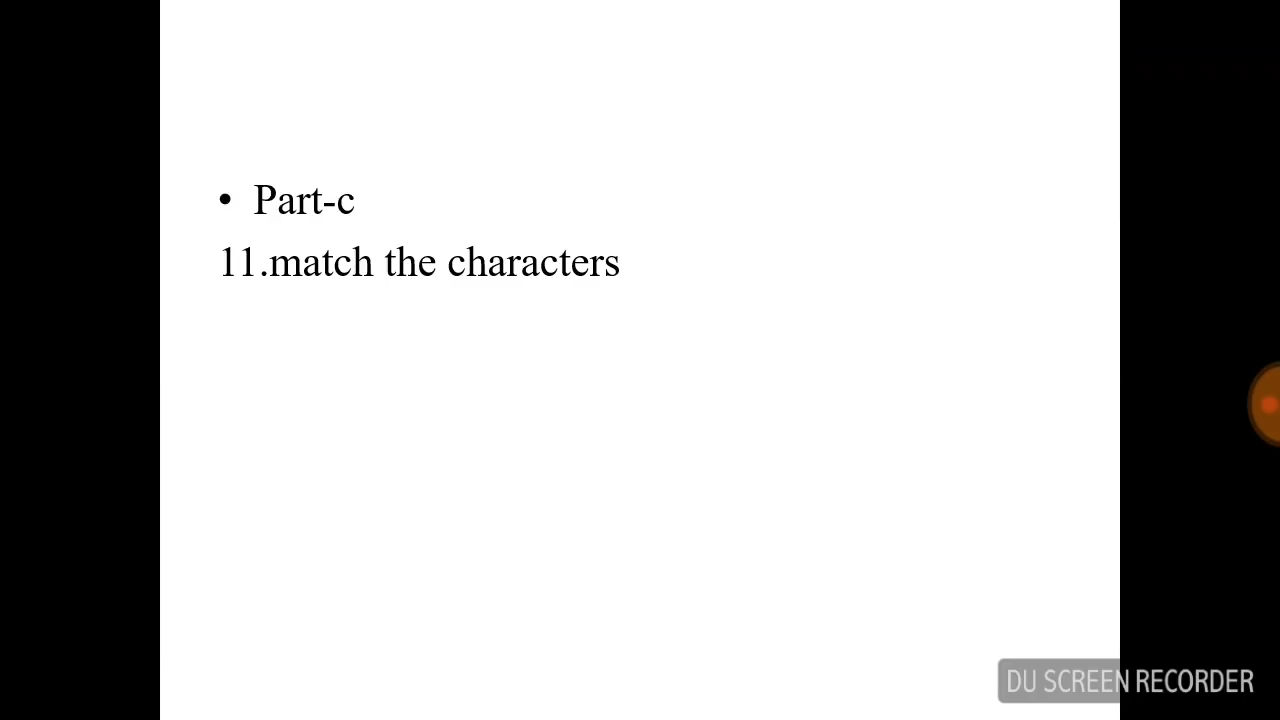 • Part-c
11.match the characters
DU SCREEN RECORDER